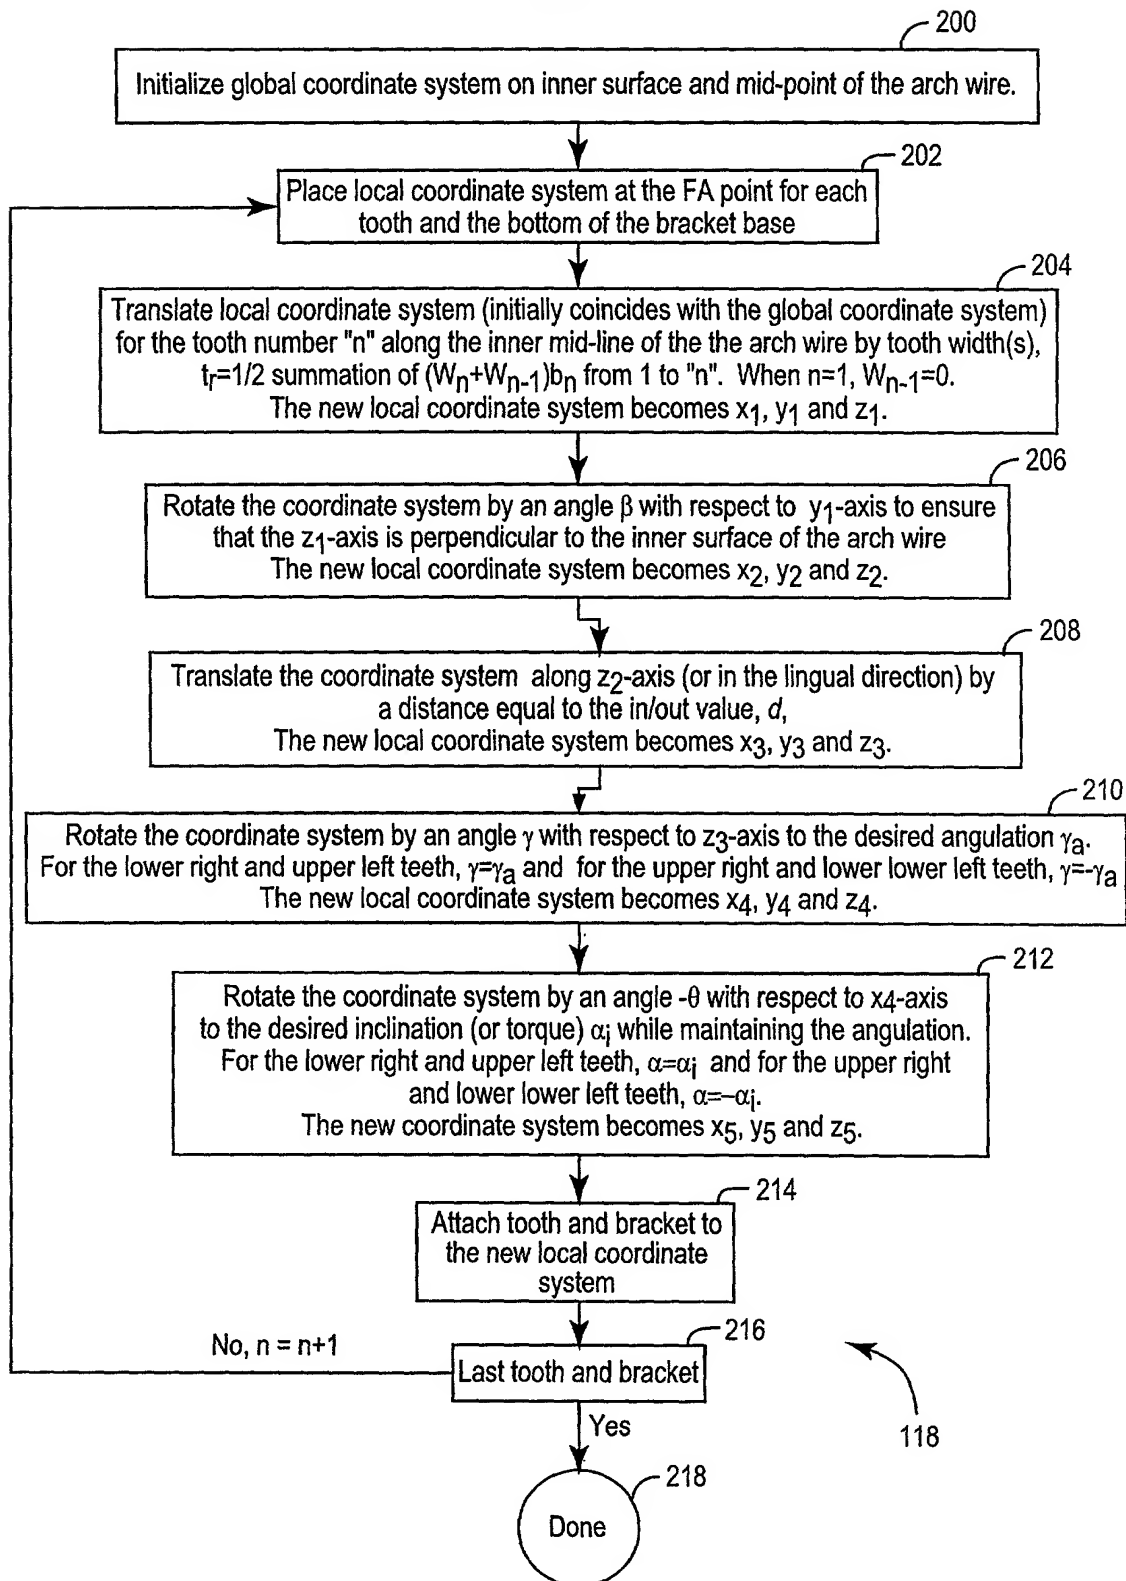 200
Initialize global coordinate system on inner surface and mid-point of the arch wire.
202
Place local coordinate system at the FA point for each
tooth and the bottom of the bracket base
204
Translate local coordinate system (initially coincides with the global coordinate system)
for the tooth number "n" along the inner mid-line of the the arch wire by tooth width(s),
tr=1/2 summation of (Wn+Wn-1)bn from 1 to "n". When n=1, Wn-1=0.
The new local coordinate system becomes x1, y1 and z1.
206
Rotate the coordinate system by an angle β with respect to y1-axis to ensure
that the z1-axis is perpendicular to the inner surface of the arch wire
The new local coordinate system becomes x2, y2 and z2.
208
Translate the coordinate system along z2-axis (or in the lingual direction) by
a distance equal to the in/out value, d,
The new local coordinate system becomes x3, y3 and z3.
210
Rotate the coordinate system by an angle γ with respect to z3-axis to the desired angulation γa.
For the lower right and upper left teeth, γ=γa and for the upper right and lower lower left teeth, γ=-γa
The new local coordinate system becomes x4, y4 and z4.
212
Rotate the coordinate system by an angle -θ with respect to x4-axis
to the desired inclination (or torque) αi while maintaining the angulation.
For the lower right and upper left teeth, α=αi and for the upper right
and lower lower left teeth, α=-αi.
The new coordinate system becomes x5, y5 and z5.
214
Attach tooth and bracket to
the new local coordinate
system
216
No, n = n+1
Last tooth and bracket
Yes
118
218
Done